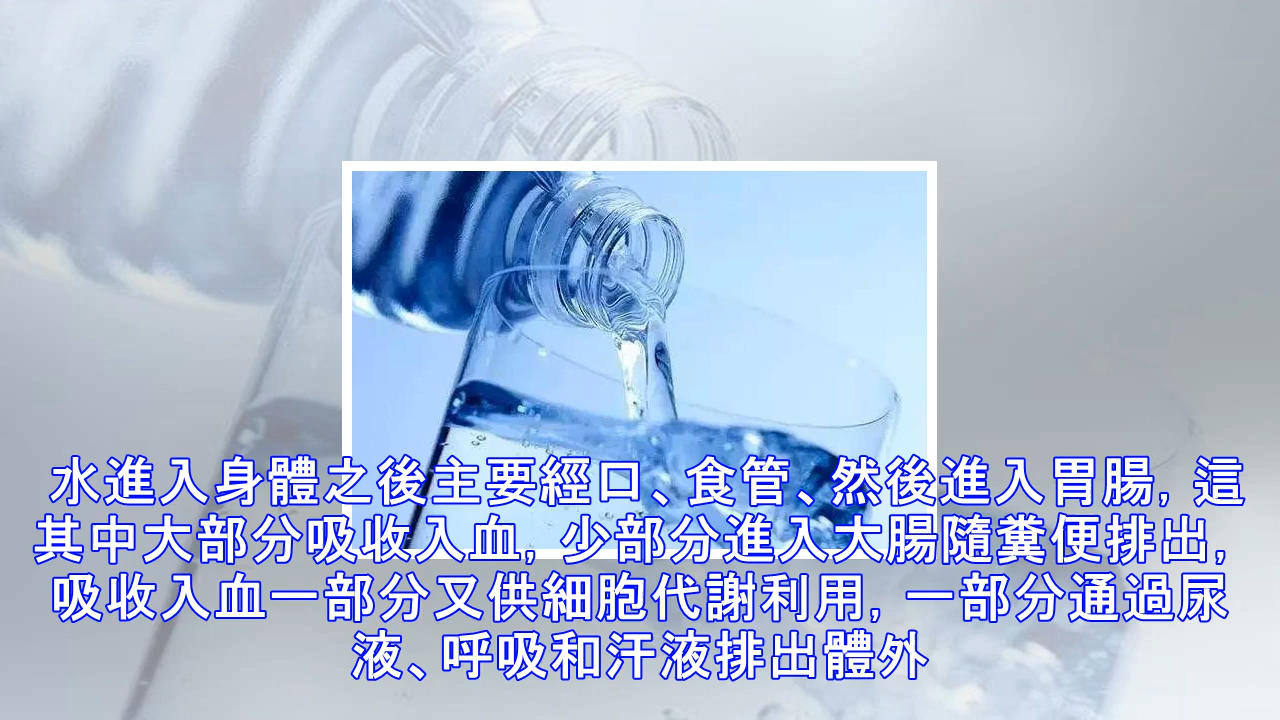 水進入身體之後主要經口、食管、然後進入胃腸, 這
其中大部分吸收入血, 少部分進入大腸隨糞便排出,
吸收入血一部分又供細胞代謝利用, 一部分通過尿
液、呼吸和汗液排出體外